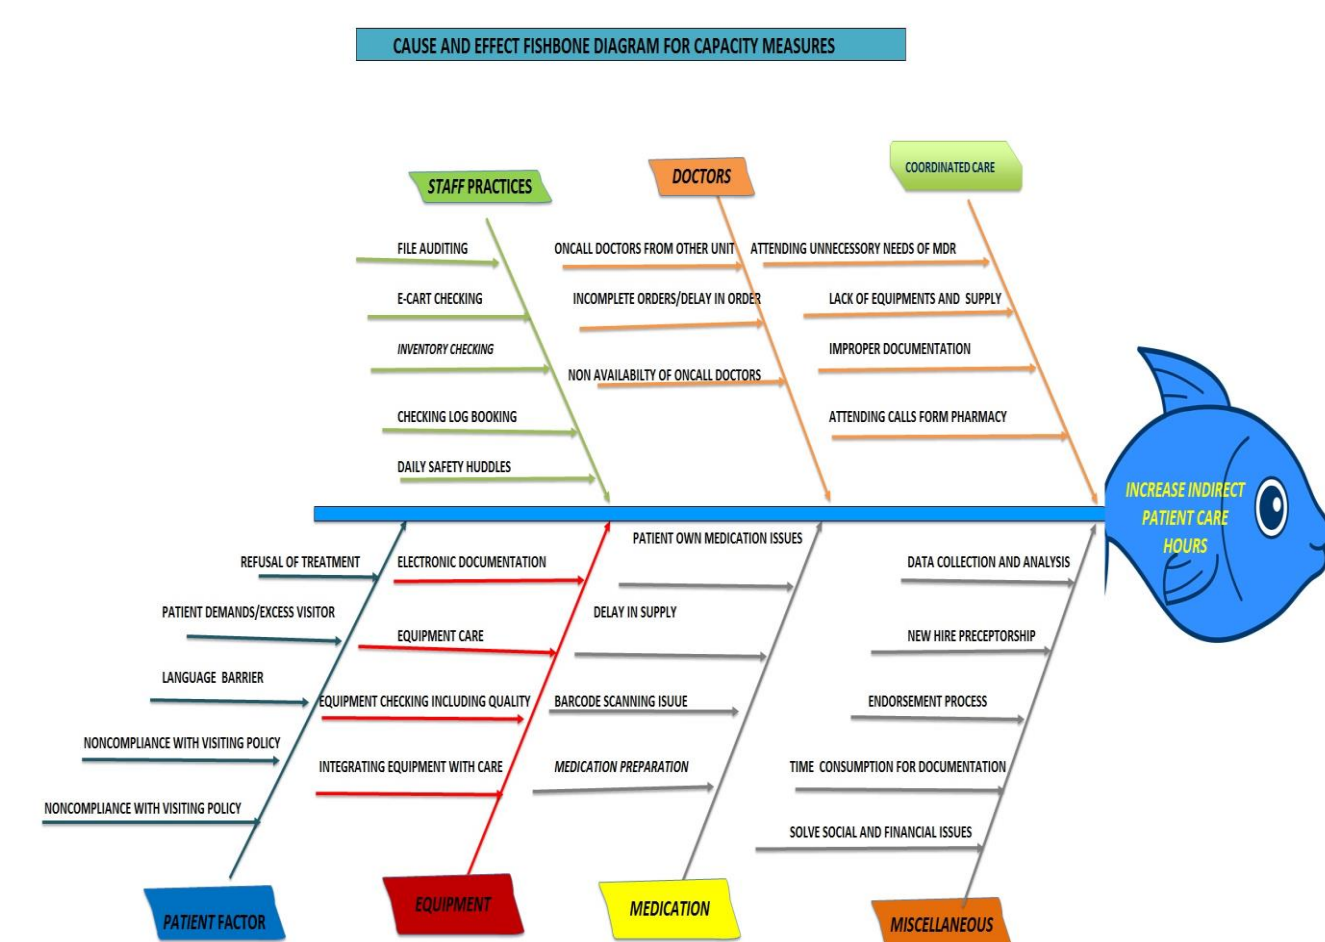 CAUSE AND EFFECT FISHBONE DIAGRAM FOR CAPACITY MEASURES
STAFF PRACTICES
FILE AUDITING
E-CART CHECKING
INVENTORY CHECKING
CHECKING LOG BOOKING
DAILY SAFETY HUDDLES
DOCTORS
ONCALL DOCTORS FROM OTHER UNIT
INCOMPLETE ORDERS/DELAY IN ORDER
NON AVAILABILTY OF ONCALL DOCTORS
COORDINATED CARE
ATTENDING UNNECESSORY NEEDS OF MDR
LACK OF EQUIPMENTS AND SUPPLY
IMPROPER DOCUMENTATION
ATTENDING CALLS FORM PHARMACY
INCREASE INDIRECT
PATIENT CARE
HOURS
REFUSAL OF TREATMENT
PATIENT DEMANDS/EXCESS VISITOR
LANGUAGE BARRIER
NONCOMPLIANCE WITH VISITING POLICY
NONCOMPLIANCE WITH VISITING POLICY
PATIENT FACTOR
ELECTRONIC DOCUMENTATION
EQUIPMENT CARE
EQUIPMENT CHECKING INCLUDING QUALITY
INTEGRATING EQUIPMENT WITH CARE
EQUIPMENT
PATIENT OWN MEDICATION ISSUES
DELAY IN SUPPLY
BARCODE SCANNING ISUUE
MEDICATION PREPARATION
MEDICATION
DATA COLLECTION AND ANALYSIS
NEW HIRE PRECEPTORSHIP
ENDORSEMENT PROCESS
TIME CONSUMPTION FOR DOCUMENTATION
SOLVE SOCIAL AND FINANCIAL ISSUES
MISCELLANEOUS